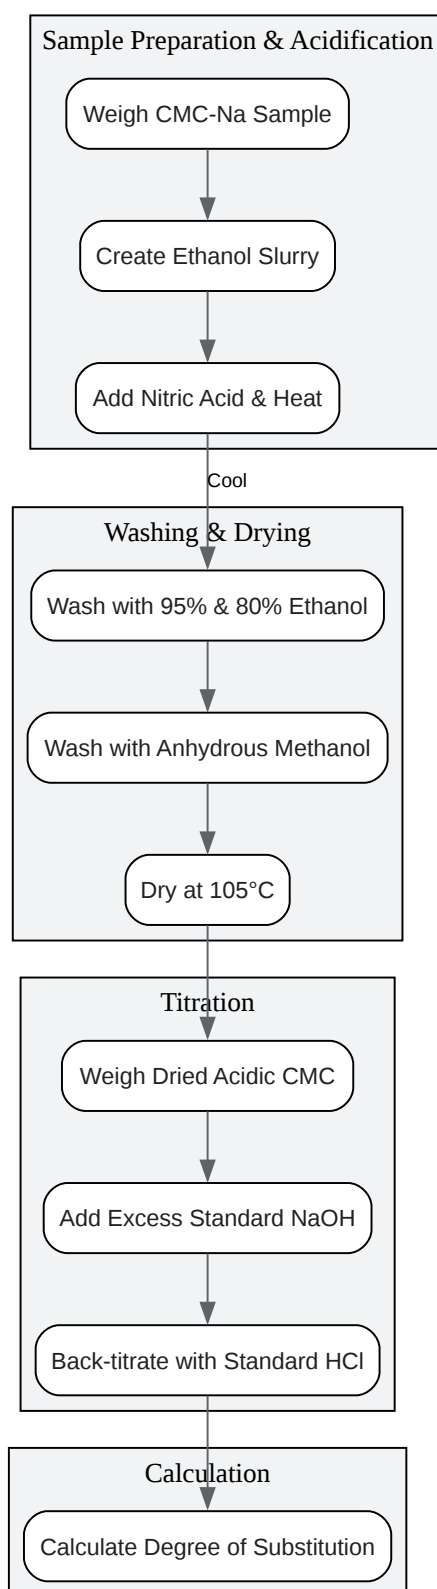 Sample Preparation & Acidification
Weigh CMC-Na Sample
Create Ethanol Slurry
Add Nitric Acid & Heat
Cool
Washing & Drying
Wash with 95% & 80% Ethanol
Wash with Anhydrous Methanol
Dry at 105°C
Titration
Weigh Dried Acidic CMC
Add Excess Standard NaOH
Back-titrate with Standard HCl
Calculation
Calculate Degree of Substitution